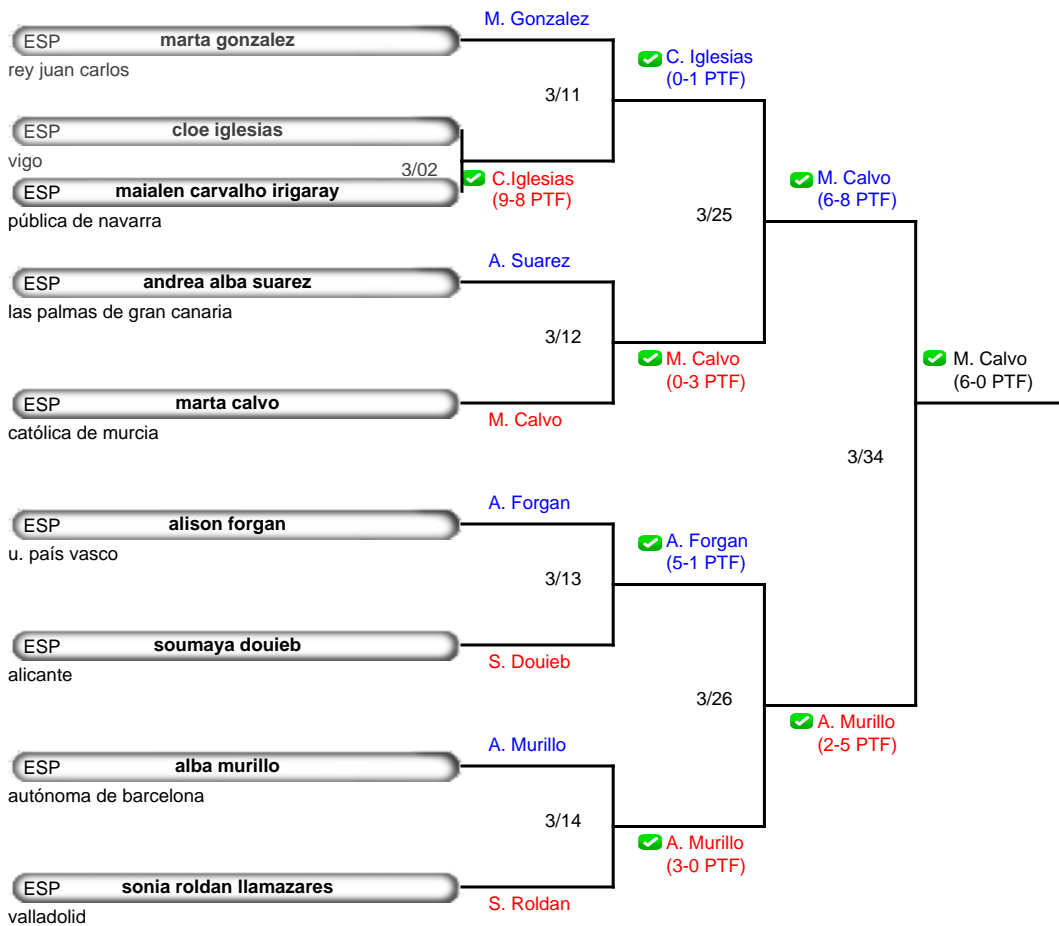 M. Gonzalez
ESP marta gonzalez
rey juan carlos
C. Iglesias
(0-1 PTF)
3/11
ESP cloe iglesias
vigo
3/02
C.Iglesias
(9-8 PTF)
ESP maialen carvalho irigaray
pública de navarra
M. Calvo
(6-8 PTF)
3/25
A. Suarez
ESP andrea alba suarez
las palmas de gran canaria
3/12
M. Calvo
(0-3 PTF)
M. Calvo
(6-0 PTF)
ESP marta calvo
M. Calvo
católica de murcia
3/34
A. Forgan
ESP alison forgan
u. país vasco
A. Forgan
(5-1 PTF)
3/13
ESP soumaya douieb
S. Douieb
alicante
3/26
A. Murillo
(2-5 PTF)
A. Murillo
ESP alba murillo
autónoma de barcelona
3/14
A. Murillo
(3-0 PTF)
ESP sonia roldan llamazares
S. Roldan
valladolid